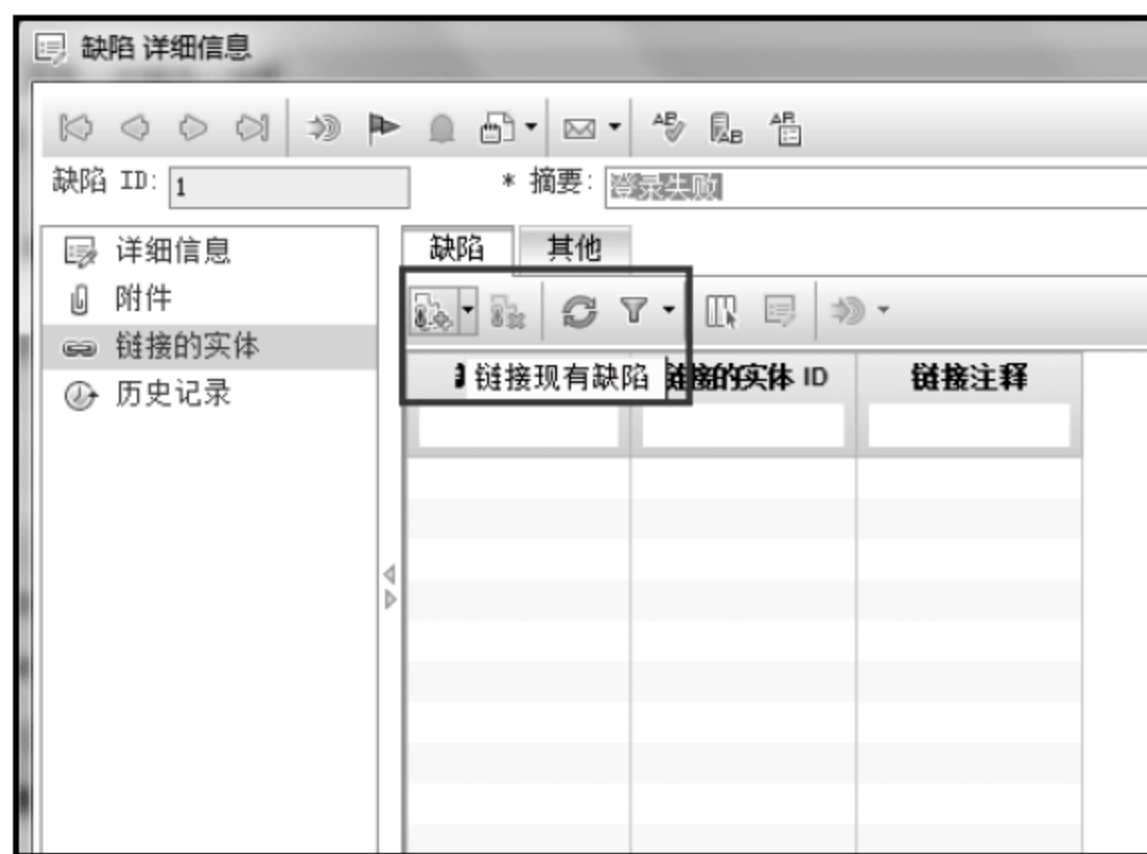 缺陷 详细信息
缺陷 ID: 1 * 摘要: 登录失败
详细信息
附件
链接的实体
历史记录
缺陷 其他
链接现有缺陷 链接的实体 ID 链接注释